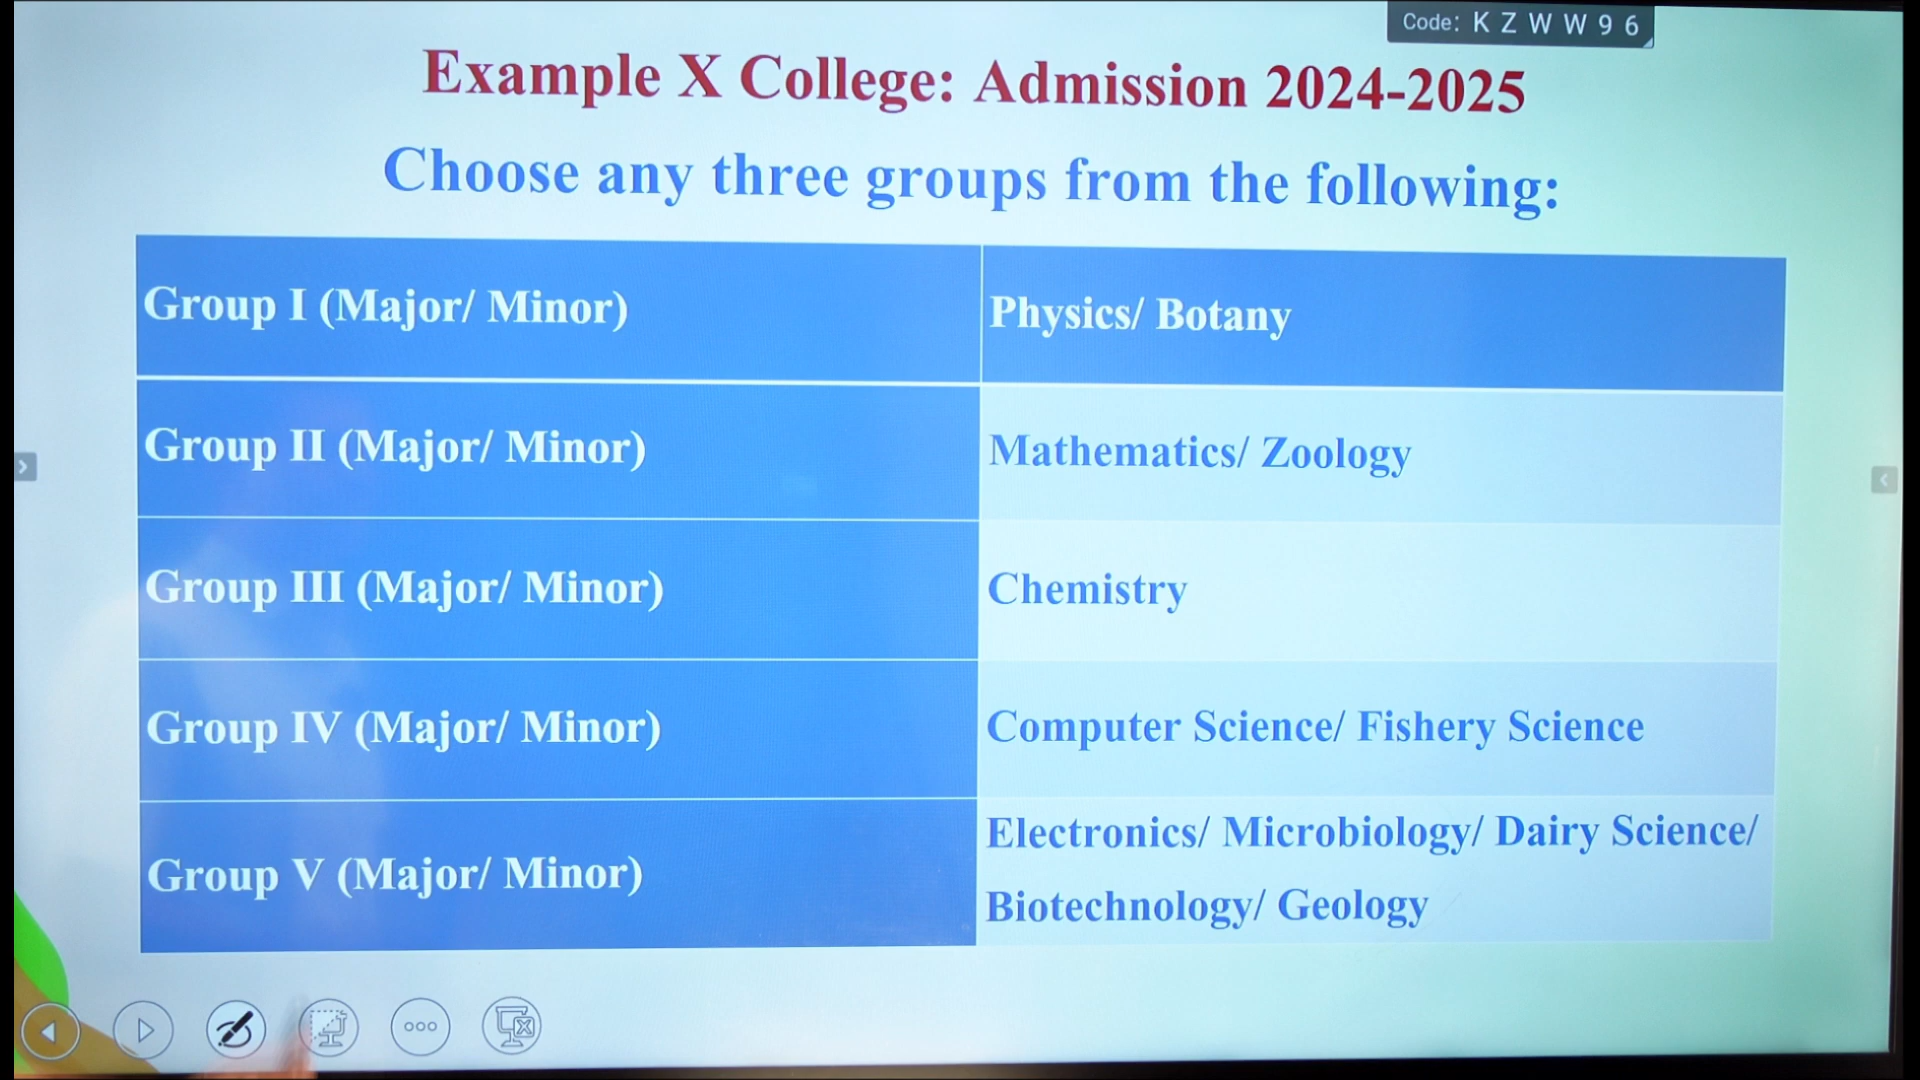 Code: K Z W W 9 6
Example X College: Admission 2024-2025
Choose any three groups from the following:
Group I (Major/ Minor) Physics/ Botany
Group II (Major/ Minor) Mathematics/ Zoology
Group III (Major/ Minor) Chemistry
Group IV (Major/ Minor) Computer Science/ Fishery Science
Group V (Major/ Minor) Electronics/ Microbiology/ Dairy Science/
Biotechnology/ Geology